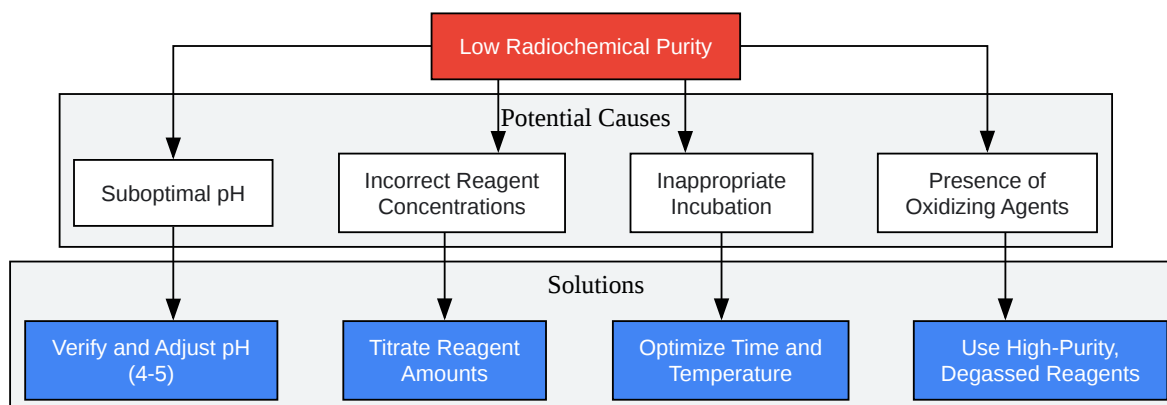 Low Radiochemical Purity
Potential Causes
Suboptimal pH
Incorrect Reagent
Concentrations
Inappropriate
Incubation
Presence of
Oxidizing Agents
Solutions
Verify and Adjust pH
(4-5)
Titrate Reagent
Amounts
Optimize Time and
Temperature
Use High-Purity,
Degassed Reagents